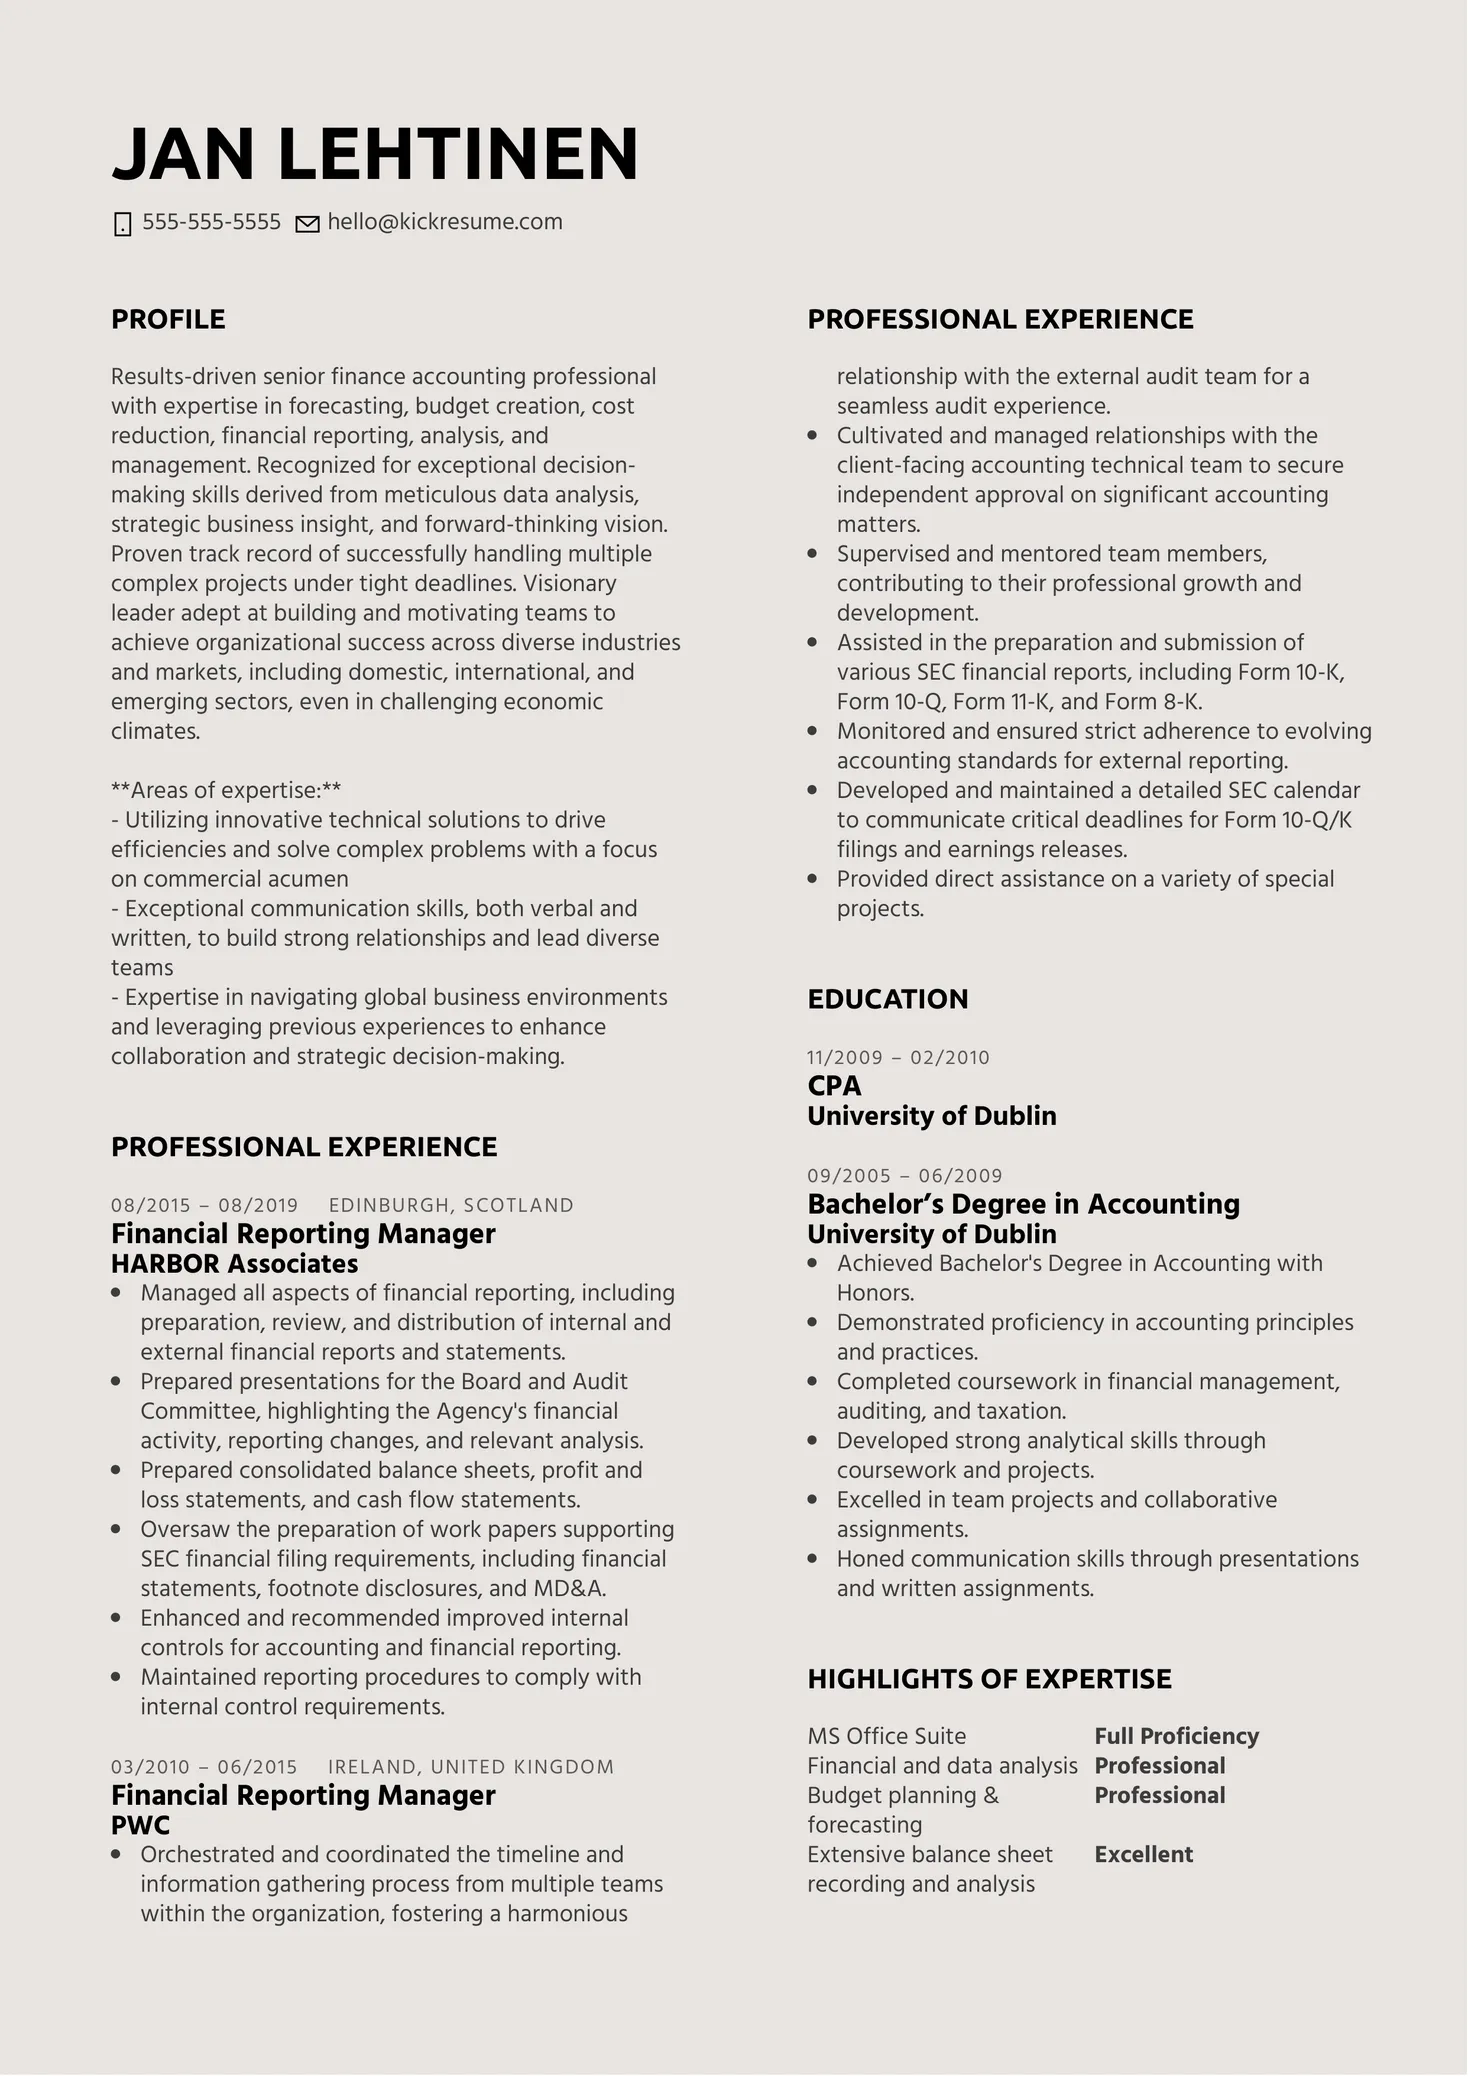 JAN LEHTINEN
555-555-5555 hello@kickresume.com
PROFILE
Results-driven senior finance accounting professional
with expertise in forecasting, budget creation, cost
reduction, financial reporting, analysis, and
management. Recognized for exceptional decision-
making skills derived from meticulous data analysis,
strategic business insight, and forward-thinking vision.
Proven track record of successfully handling multiple
complex projects under tight deadlines. Visionary
leader adept at building and motivating teams to
achieve organizational success across diverse industries
and markets, including domestic, international, and
emerging sectors, even in challenging economic
climates.
**Areas of expertise:**
- Utilizing innovative technical solutions to drive
efficiencies and solve complex problems with a focus
on commercial acumen
- Exceptional communication skills, both verbal and
written, to build strong relationships and lead diverse
teams
- Expertise in navigating global business environments
and leveraging previous experiences to enhance
collaboration and strategic decision-making.
PROFESSIONAL EXPERIENCE
08/2015 – 08/2019 EDINBURGH, SCOTLAND
Financial Reporting Manager
HARBOR Associates
• Managed all aspects of financial reporting, including
preparation, review, and distribution of internal and
external financial reports and statements.
• Prepared presentations for the Board and Audit
Committee, highlighting the Agency's financial
activity, reporting changes, and relevant analysis.
• Prepared consolidated balance sheets, profit and
loss statements, and cash flow statements.
• Oversaw the preparation of work papers supporting
SEC financial filing requirements, including financial
statements, footnote disclosures, and MD&A.
• Enhanced and recommended improved internal
controls for accounting and financial reporting.
• Maintained reporting procedures to comply with
internal control requirements.
03/2010 – 06/2015 IRELAND, UNITED KINGDOM
Financial Reporting Manager
PWC
• Orchestrated and coordinated the timeline and
information gathering process from multiple teams
within the organization, fostering a harmonious
PROFESSIONAL EXPERIENCE
relationship with the external audit team for a
seamless audit experience.
• Cultivated and managed relationships with the
client-facing accounting technical team to secure
independent approval on significant accounting
matters.
• Supervised and mentored team members,
contributing to their professional growth and
development.
• Assisted in the preparation and submission of
various SEC financial reports, including Form 10-K,
Form 10-Q, Form 11-K, and Form 8-K.
• Monitored and ensured strict adherence to evolving
accounting standards for external reporting.
• Developed and maintained a detailed SEC calendar
to communicate critical deadlines for Form 10-Q/K
filings and earnings releases.
• Provided direct assistance on a variety of special
projects.
EDUCATION
11/2009 – 02/2010
CPA
University of Dublin
09/2005 – 06/2009
Bachelor’s Degree in Accounting
University of Dublin
• Achieved Bachelor's Degree in Accounting with
Honors.
• Demonstrated proficiency in accounting principles
and practices.
• Completed coursework in financial management,
auditing, and taxation.
• Developed strong analytical skills through
coursework and projects.
• Excelled in team projects and collaborative
assignments.
• Honed communication skills through presentations
and written assignments.
HIGHLIGHTS OF EXPERTISE
MS Office Suite Full Proficiency
Financial and data analysis Professional
Budget planning & Professional
forecasting
Extensive balance sheet Excellent
recording and analysis